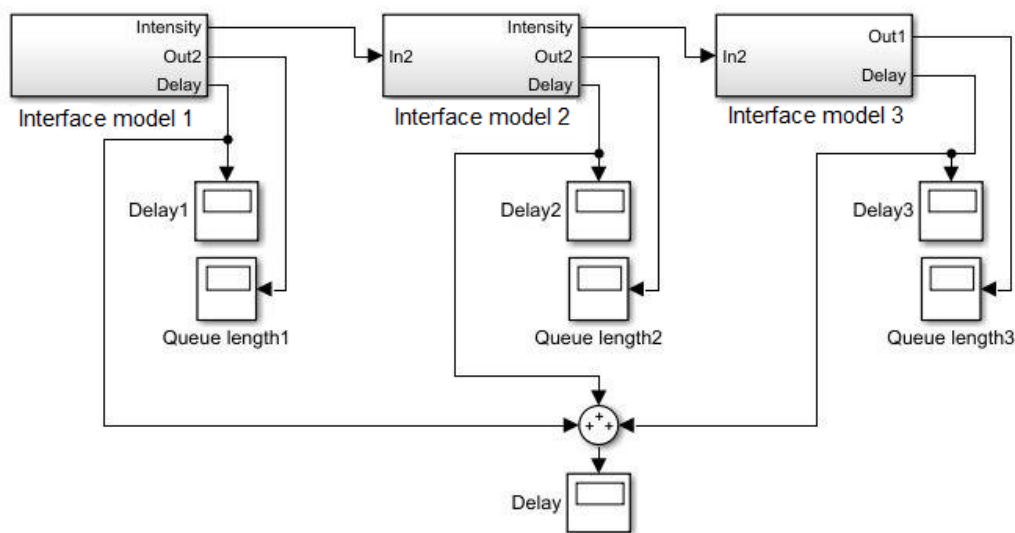 Intensity
Out2
Delay
Interface model 1
In2
Intensity
Out2
Delay
Interface model 2
In2
Out1
Delay
Interface model 3
Delay1
Delay2
Delay3
Queue length1
Queue length2
Queue length3
+
+ +
Delay